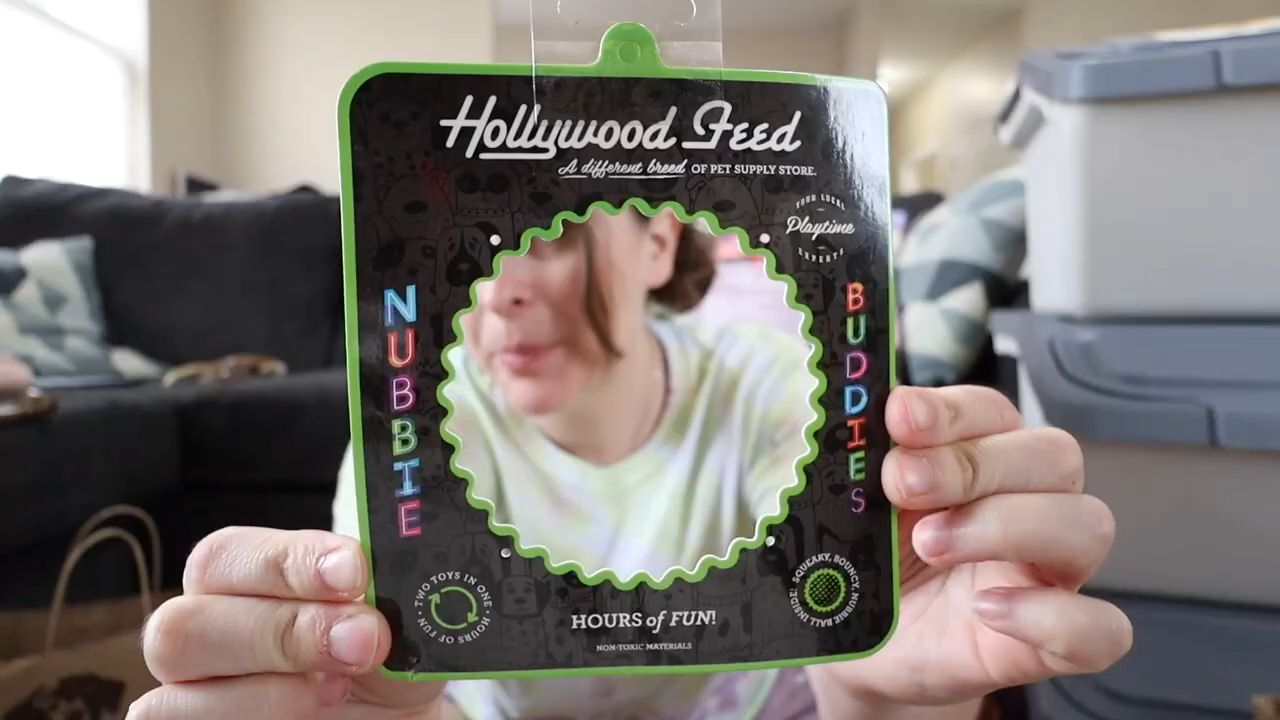 Hollywood Feed
A different breed OF PET SUPPLY STORE.
YOUR LOCAL
Playtime
EXPERTS
NUBBIE
BUDDIES
TWO TOYS IN ONE • HOURS OF FUN •
SQUEAKY, BOUNCY, NUBBIE BALL INSIDE!
HOURS of FUN!
NON-TOXIC MATERIALS